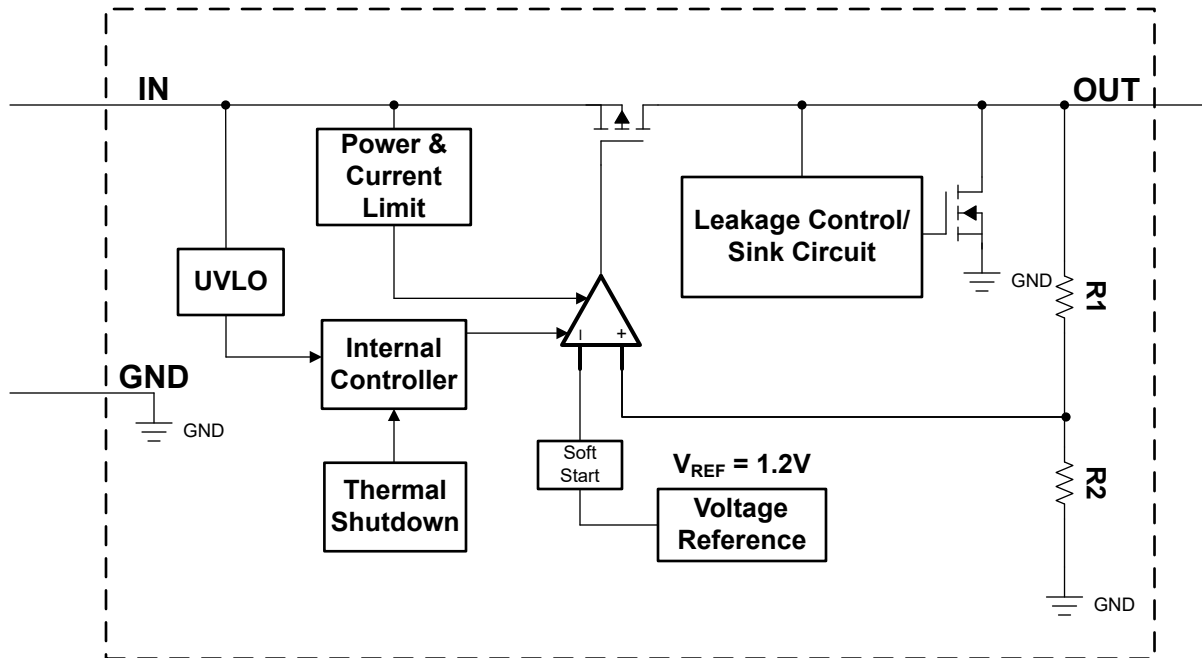 IN
OUT
Power &
Current
Limit
Leakage Control/
Sink Circuit
GND
R1
UVLO
Internal
Controller
− +
GND
GND
Soft
Start
VREF = 1.2V
R2
Thermal
Shutdown
Voltage
Reference
GND